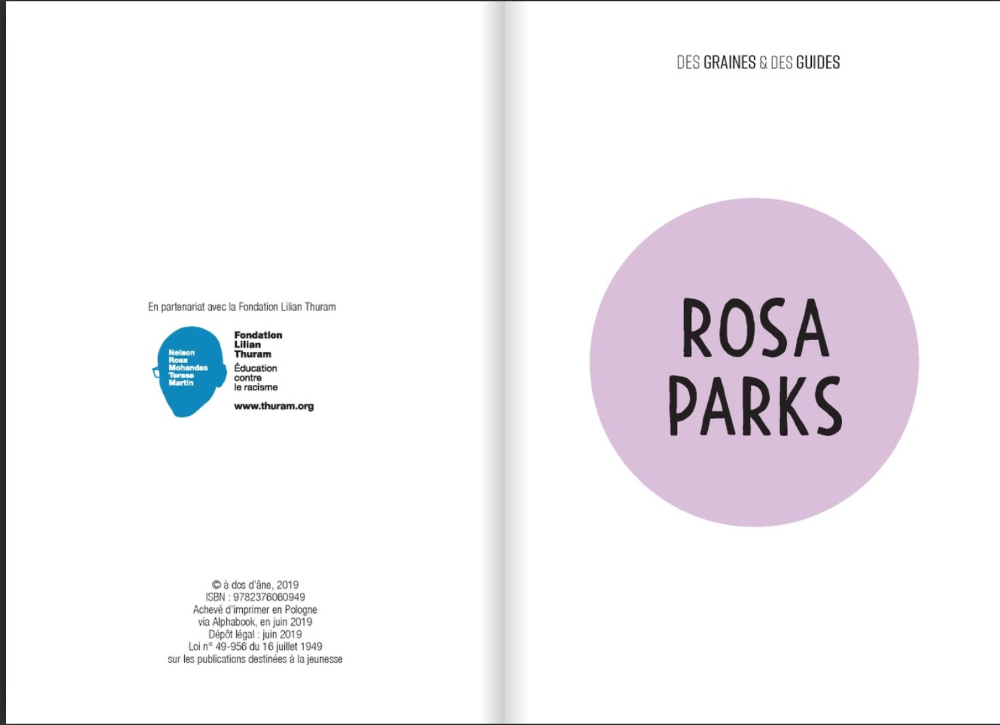 En partenariat avec la Fondation Lilian Thuram
Nelson
Rosa
Mohandas
Teresa
Martin
Fondation
Lilian
Thuram
Éducation
contre
le racisme
www.thuram.org
© à dos d'âne, 2019
ISBN : 9782376060949
Achevé d'imprimer en Pologne
via Alphabook, en juin 2019
Dépôt légal : juin 2019
Loi n° 49-956 du 16 juillet 1949
sur les publications destinées à la jeunesse
DES GRAINES & DES GUIDES
ROSA
PARKS